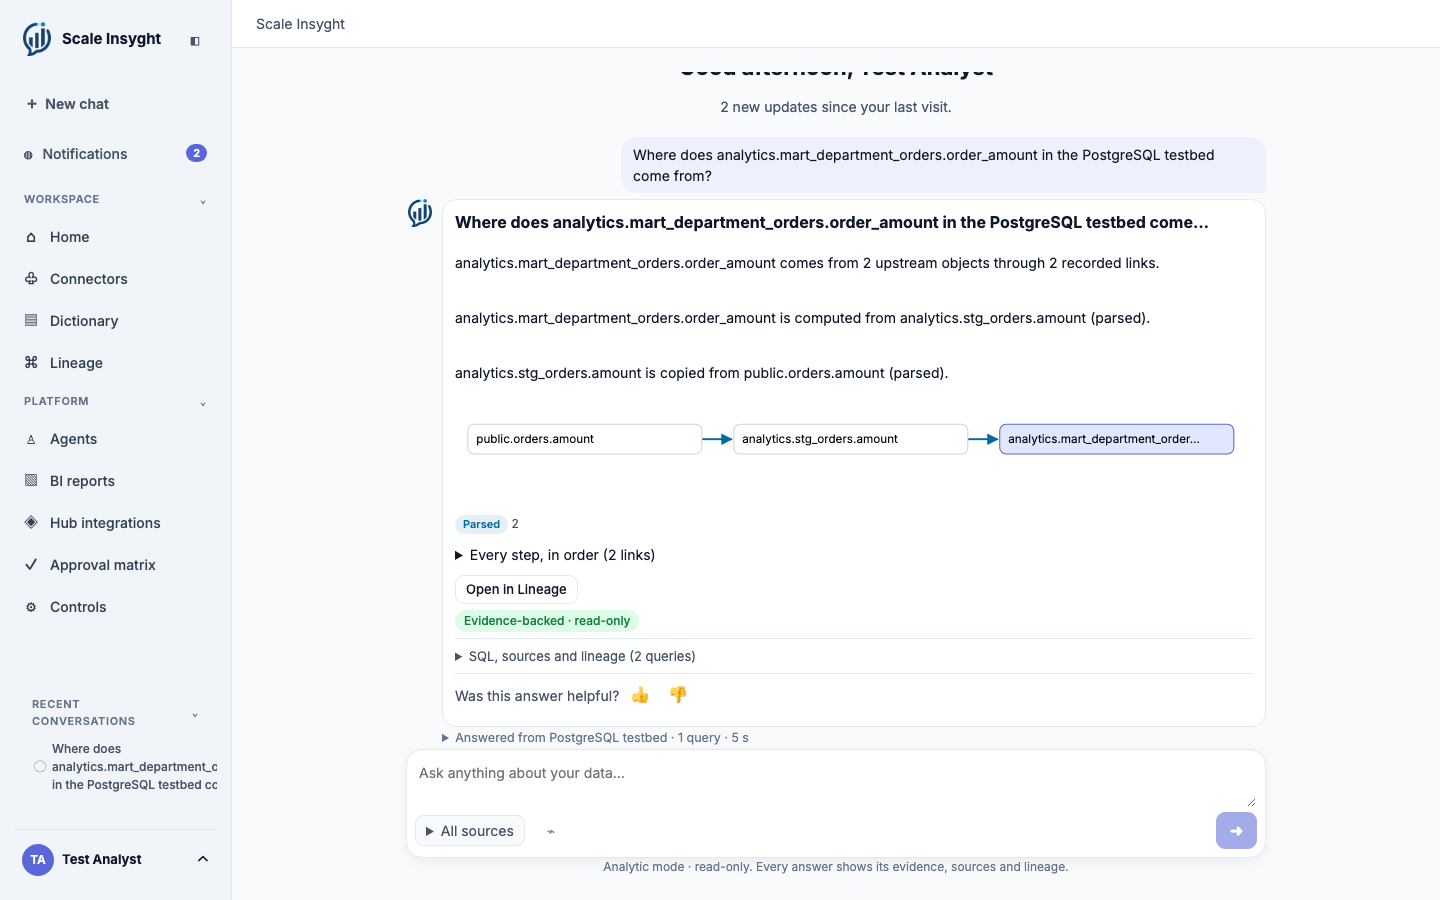 Scale Insyght
Scale Insyght
+ New chat
Notifications 2
WORKSPACE
Home
Connectors
Dictionary
Lineage
PLATFORM
Agents
BI reports
Hub integrations
Approval matrix
Controls
RECENT
CONVERSATIONS
Where does
analytics.mart_department_o
in the PostgreSQL testbed co
TA Test Analyst
Good afternoon, Test Analyst
2 new updates since your last visit.
Where does analytics.mart_department_orders.order_amount in the PostgreSQL testbed
come from?
Where does analytics.mart_department_orders.order_amount in the PostgreSQL testbed come...
analytics.mart_department_orders.order_amount comes from 2 upstream objects through 2 recorded links.
analytics.mart_department_orders.order_amount is computed from analytics.stg_orders.amount (parsed).
analytics.stg_orders.amount is copied from public.orders.amount (parsed).
public.orders.amount analytics.stg_orders.amount analytics.mart_department_order...
Parsed 2
Every step, in order (2 links)
Open in Lineage
Evidence-backed · read-only
SQL, sources and lineage (2 queries)
Was this answer helpful?
Answered from PostgreSQL testbed · 1 query · 5 s
Ask anything about your data...
All sources
Analytic mode · read-only. Every answer shows its evidence, sources and lineage.